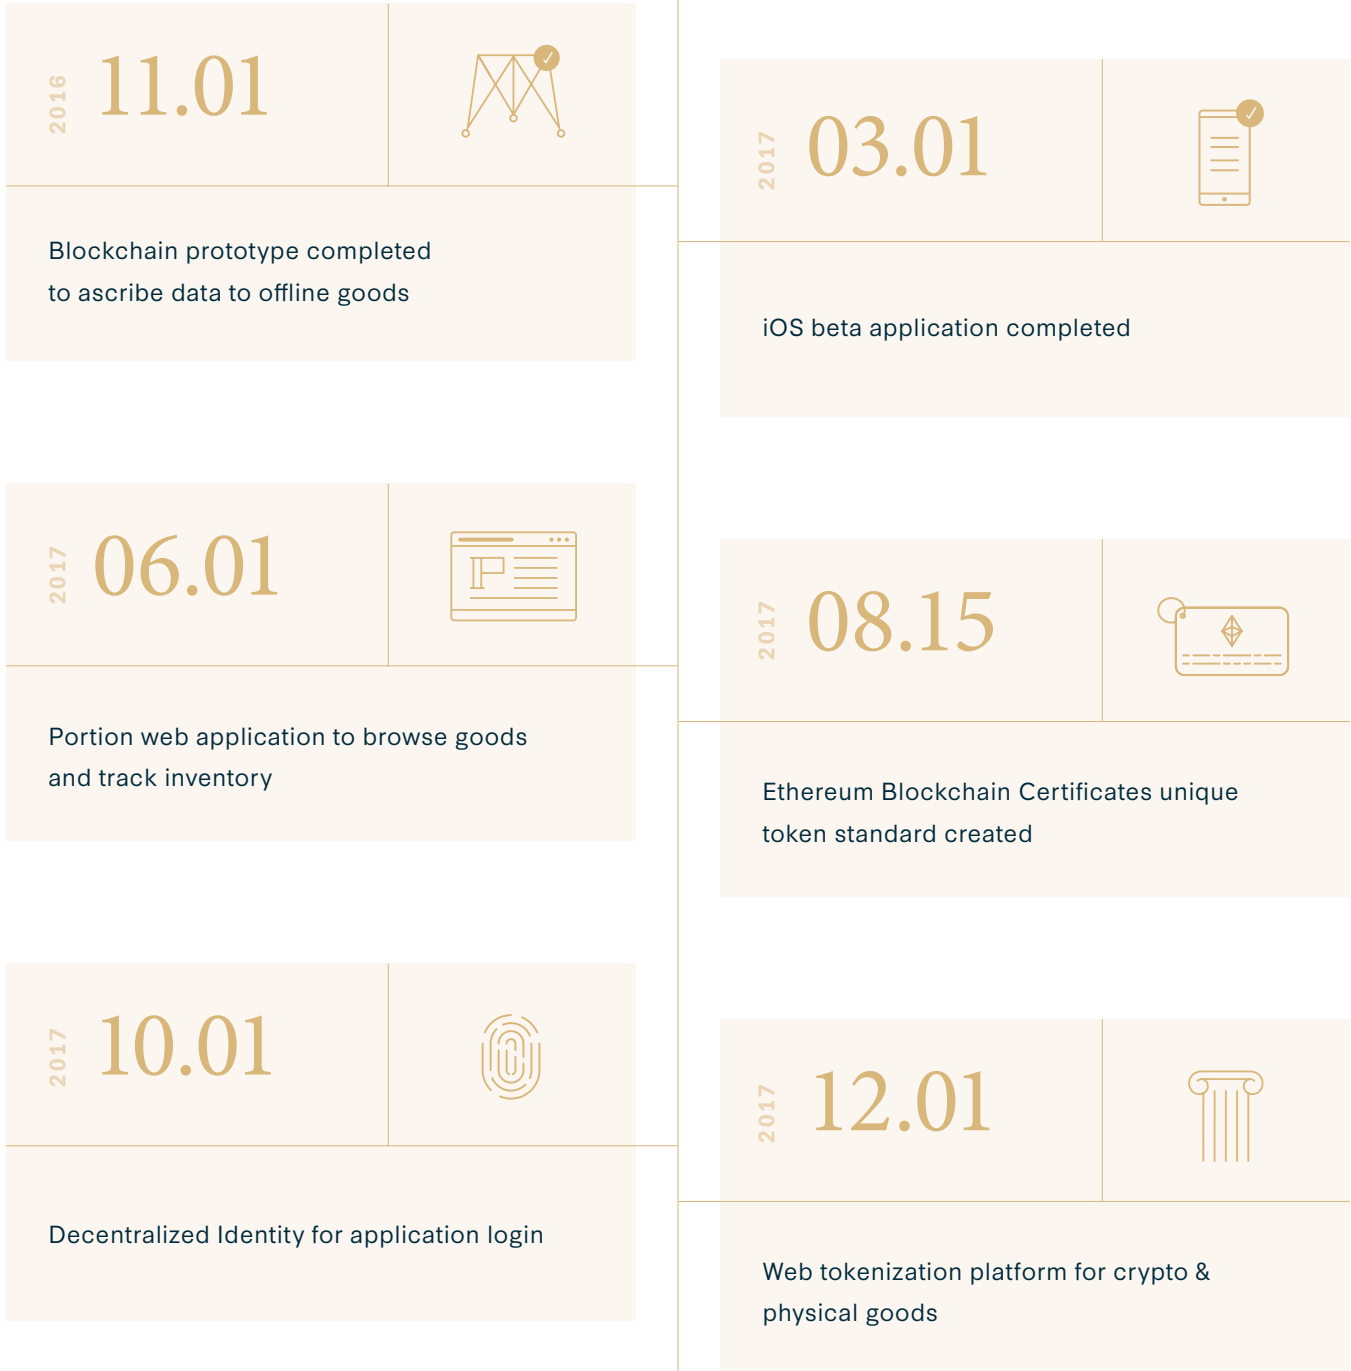 2016
11.01
Blockchain prototype completed
to ascribe data to offline goods
2017
03.01
iOS beta application completed
2017
06.01
Portion web application to browse goods
and track inventory
2017
08.15
Ethereum Blockchain Certificates unique
token standard created
2017
10.01
Decentralized Identity for application login
2017
12.01
Web tokenization platform for crypto &
physical goods